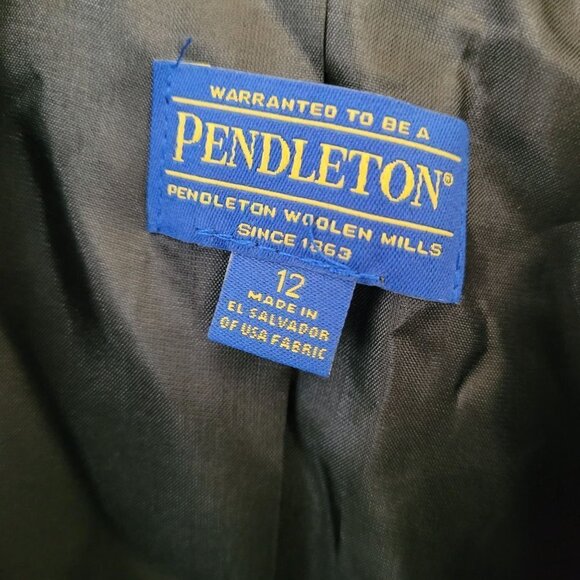 WARRANTED TO BE A
PENDLETON®
PENDLETON WOOLEN MILLS
SINCE 1863
12
MADE IN
EL SALVADOR
OF USA FABRIC